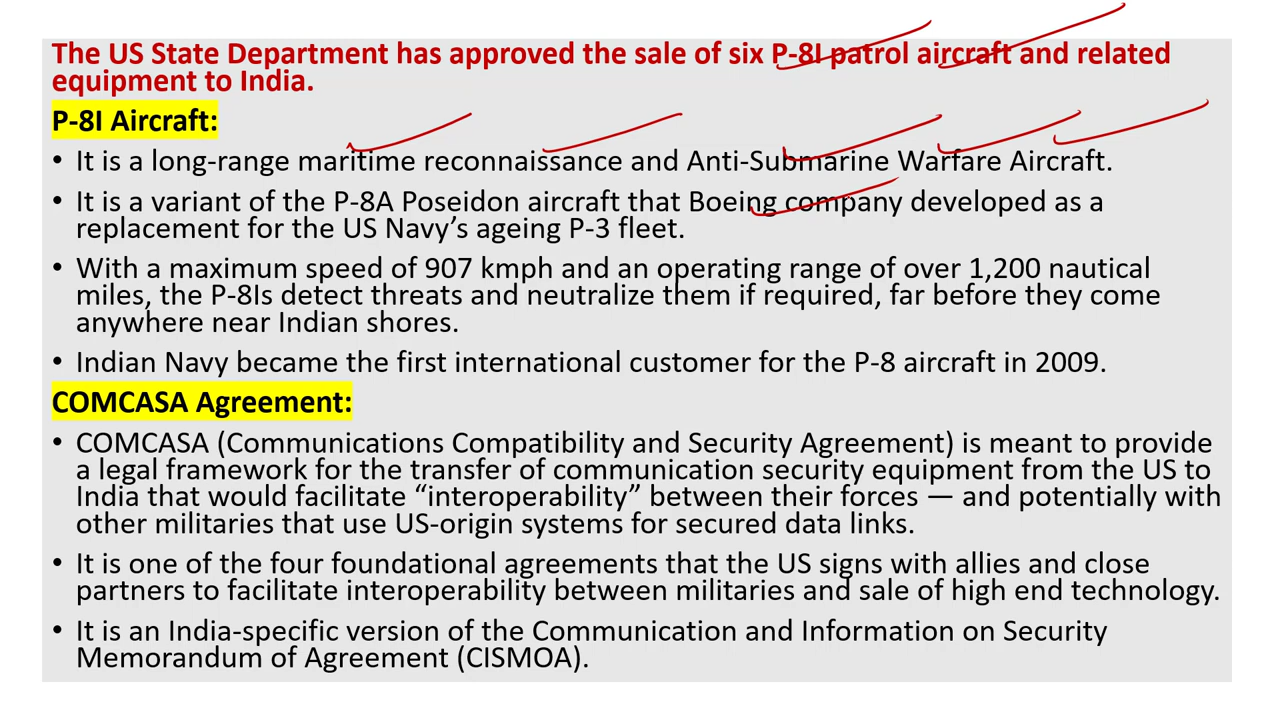 The US State Department has approved the sale of six P-8I patrol aircraft and related
equipment to India.
P-8I Aircraft:
• It is a long-range maritime reconnaissance and Anti-Submarine Warfare Aircraft.
• It is a variant of the P-8A Poseidon aircraft that Boeing company developed as a
replacement for the US Navy’s ageing P-3 fleet.
• With a maximum speed of 907 kmph and an operating range of over 1,200 nautical
miles, the P-8Is detect threats and neutralize them if required, far before they come
anywhere near Indian shores.
• Indian Navy became the first international customer for the P-8 aircraft in 2009.
COMCASA Agreement:
• COMCASA (Communications Compatibility and Security Agreement) is meant to provide
a legal framework for the transfer of communication security equipment from the US to
India that would facilitate “interoperability” between their forces — and potentially with
other militaries that use US-origin systems for secured data links.
• It is one of the four foundational agreements that the US signs with allies and close
partners to facilitate interoperability between militaries and sale of high end technology.
• It is an India-specific version of the Communication and Information on Security
Memorandum of Agreement (CISMOA).